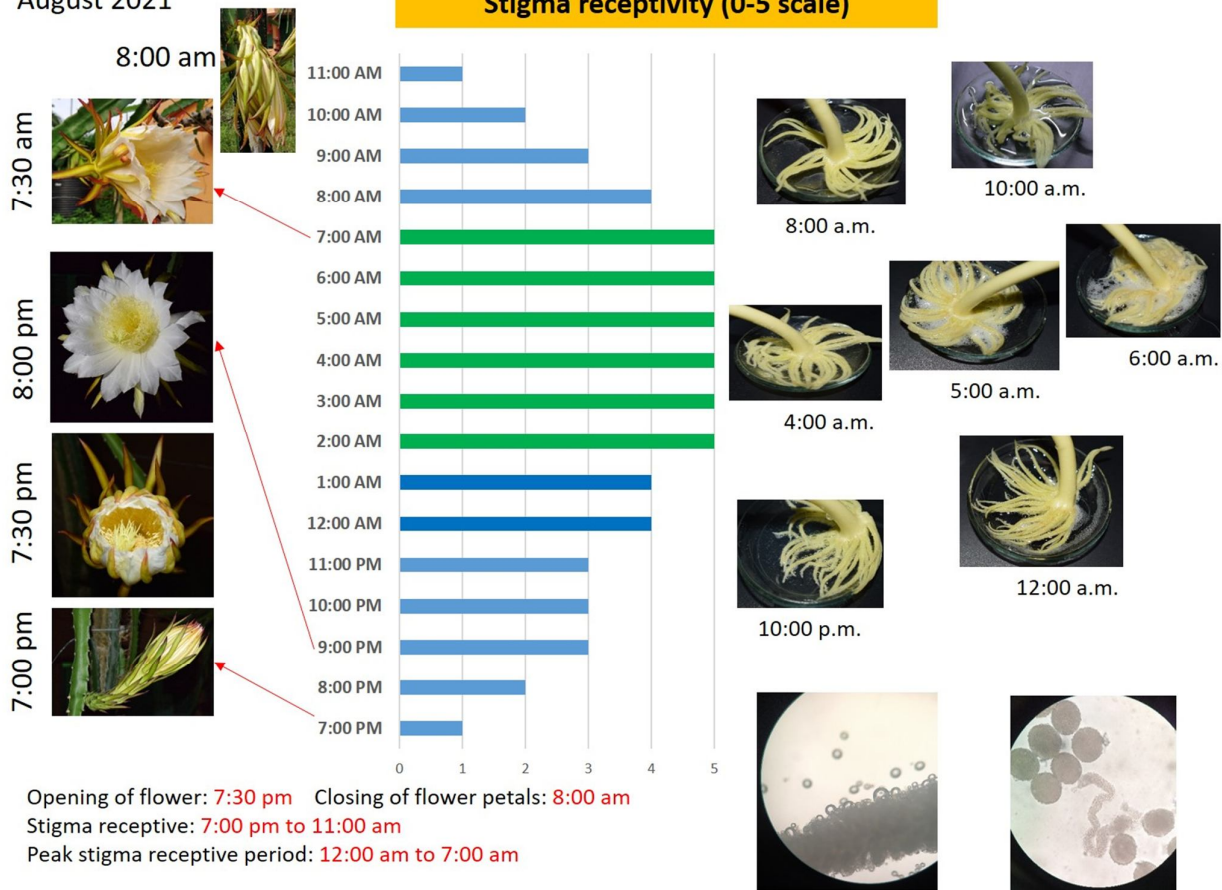 August 2021
Stigma receptivity (0-5 scale)
8:00 am
7:30 am
8:00 pm
7:30 pm
7:00 pm
11:00 AM
10:00 AM
9:00 AM
8:00 AM
7:00 AM
6:00 AM
5:00 AM
4:00 AM
3:00 AM
2:00 AM
1:00 AM
12:00 AM
11:00 PM
10:00 PM
9:00 PM
8:00 PM
7:00 PM
0 1 2 3 4 5
10:00 a.m.
8:00 a.m.
6:00 a.m.
5:00 a.m.
4:00 a.m.
12:00 a.m.
10:00 p.m.
Opening of flower: 7:30 pm Closing of flower petals: 8:00 am
Stigma receptive: 7:00 pm to 11:00 am
Peak stigma receptive period: 12:00 am to 7:00 am